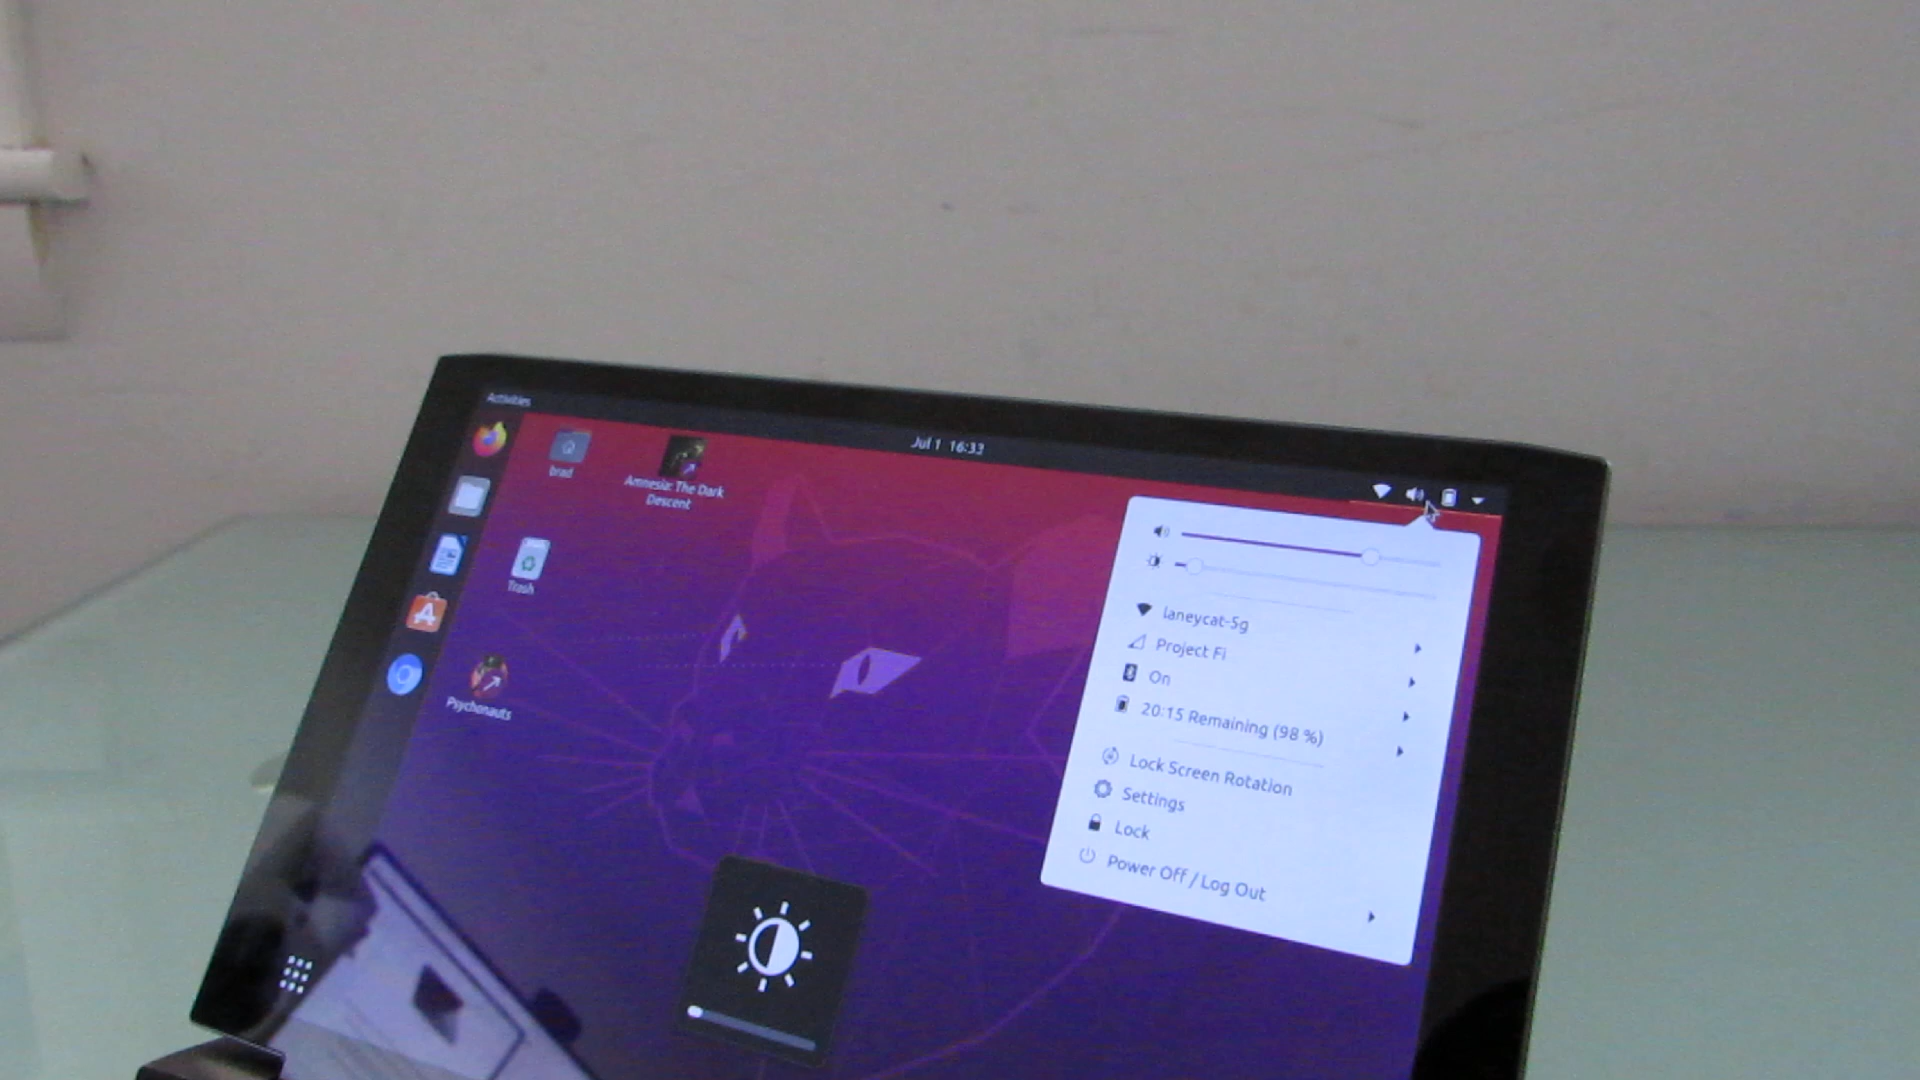 Activities
Jul 1 16:33
brad
Amnesia: The Dark
Descent
Trash
Psychonauts
laneycat-5g
Project Fi
On
20:15 Remaining (98 %)
Lock Screen Rotation
Settings
Lock
Power Off / Log Out